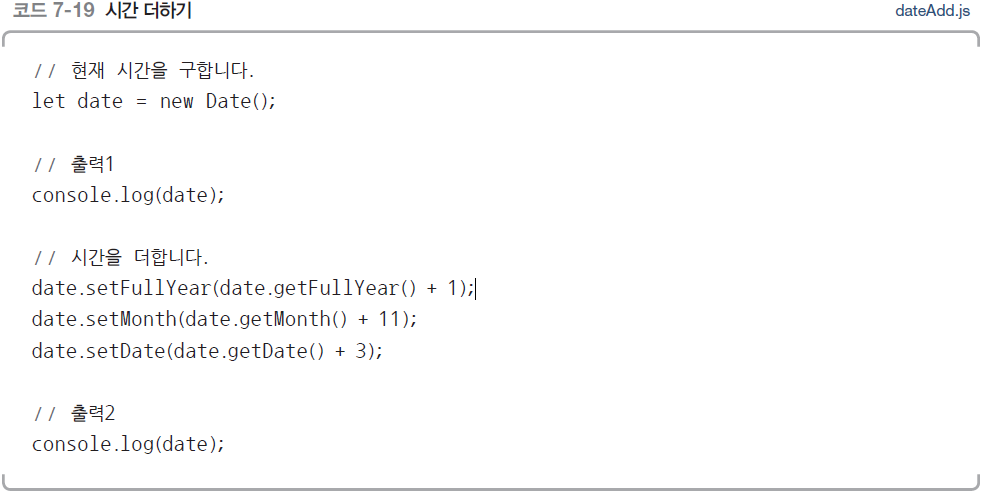 코드 7-19 시간 더하기
dateAdd.js
// 현재 시간을 구합니다.
let date = new Date();
// 출력1
console.log(date);
// 시간을 더합니다.
date.setFullYear(date.getFullYear() + 1);
date.setMonth(date.getMonth() + 11);
date.setDate(date.getDate() + 3);
// 출력2
console.log(date);